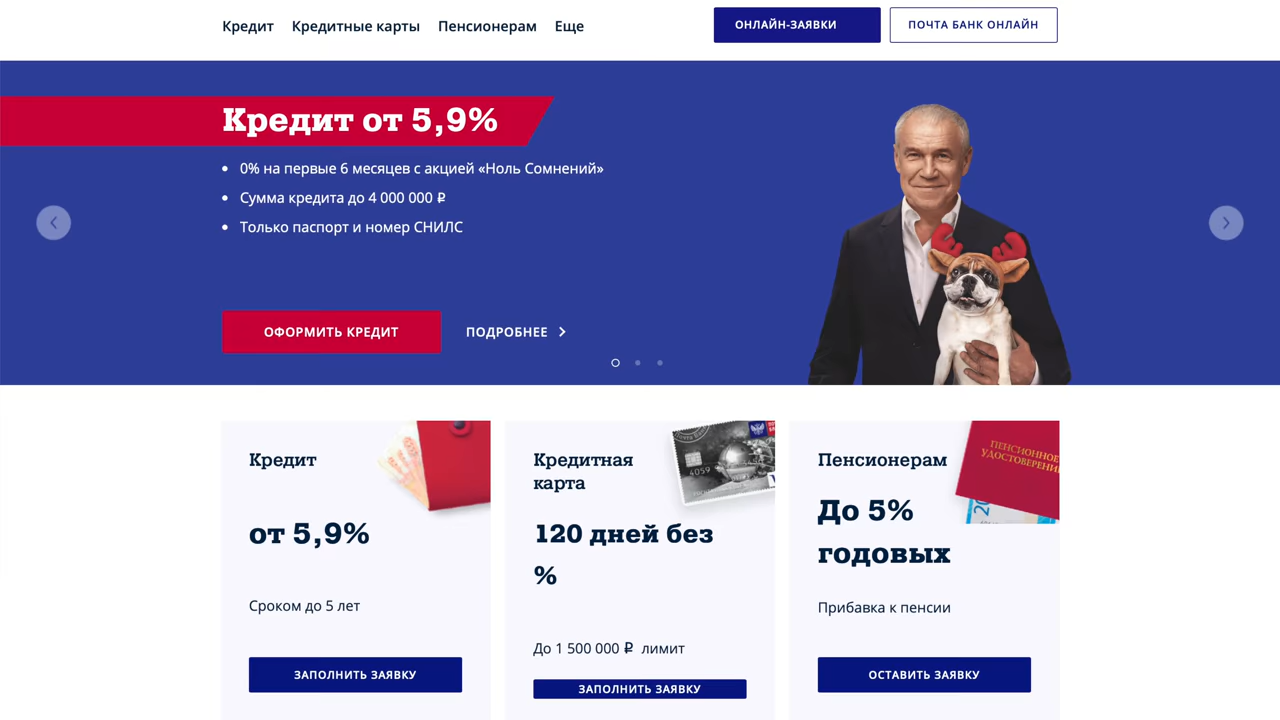 Кредит Кредитные карты Пенсионерам Еще ОНЛАЙН-ЗАЯВКИ ПОЧТА БАНК ОНЛАЙН
Кредит от 5,9%
0% на первые 6 месяцев с акцией «Ноль Сомнений»
Сумма кредита до 4 000 000 ₽
Только паспорт и номер СНИЛС
ОФОРМИТЬ КРЕДИТ ПОДРОБНЕЕ
Кредит
от 5,9%
Сроком до 5 лет
ЗАПОЛНИТЬ ЗАЯВКУ
Кредитная
карта
4059
120 дней без
%
До 1 500 000 ₽ лимит
ЗАПОЛНИТЬ ЗАЯВКУ
Пенсионерам
ПЕНСИОННОЕ
УДОСТОВЕРЕНИЕ
До 5%
годовых
Прибавка к пенсии
ОСТАВИТЬ ЗАЯВКУ